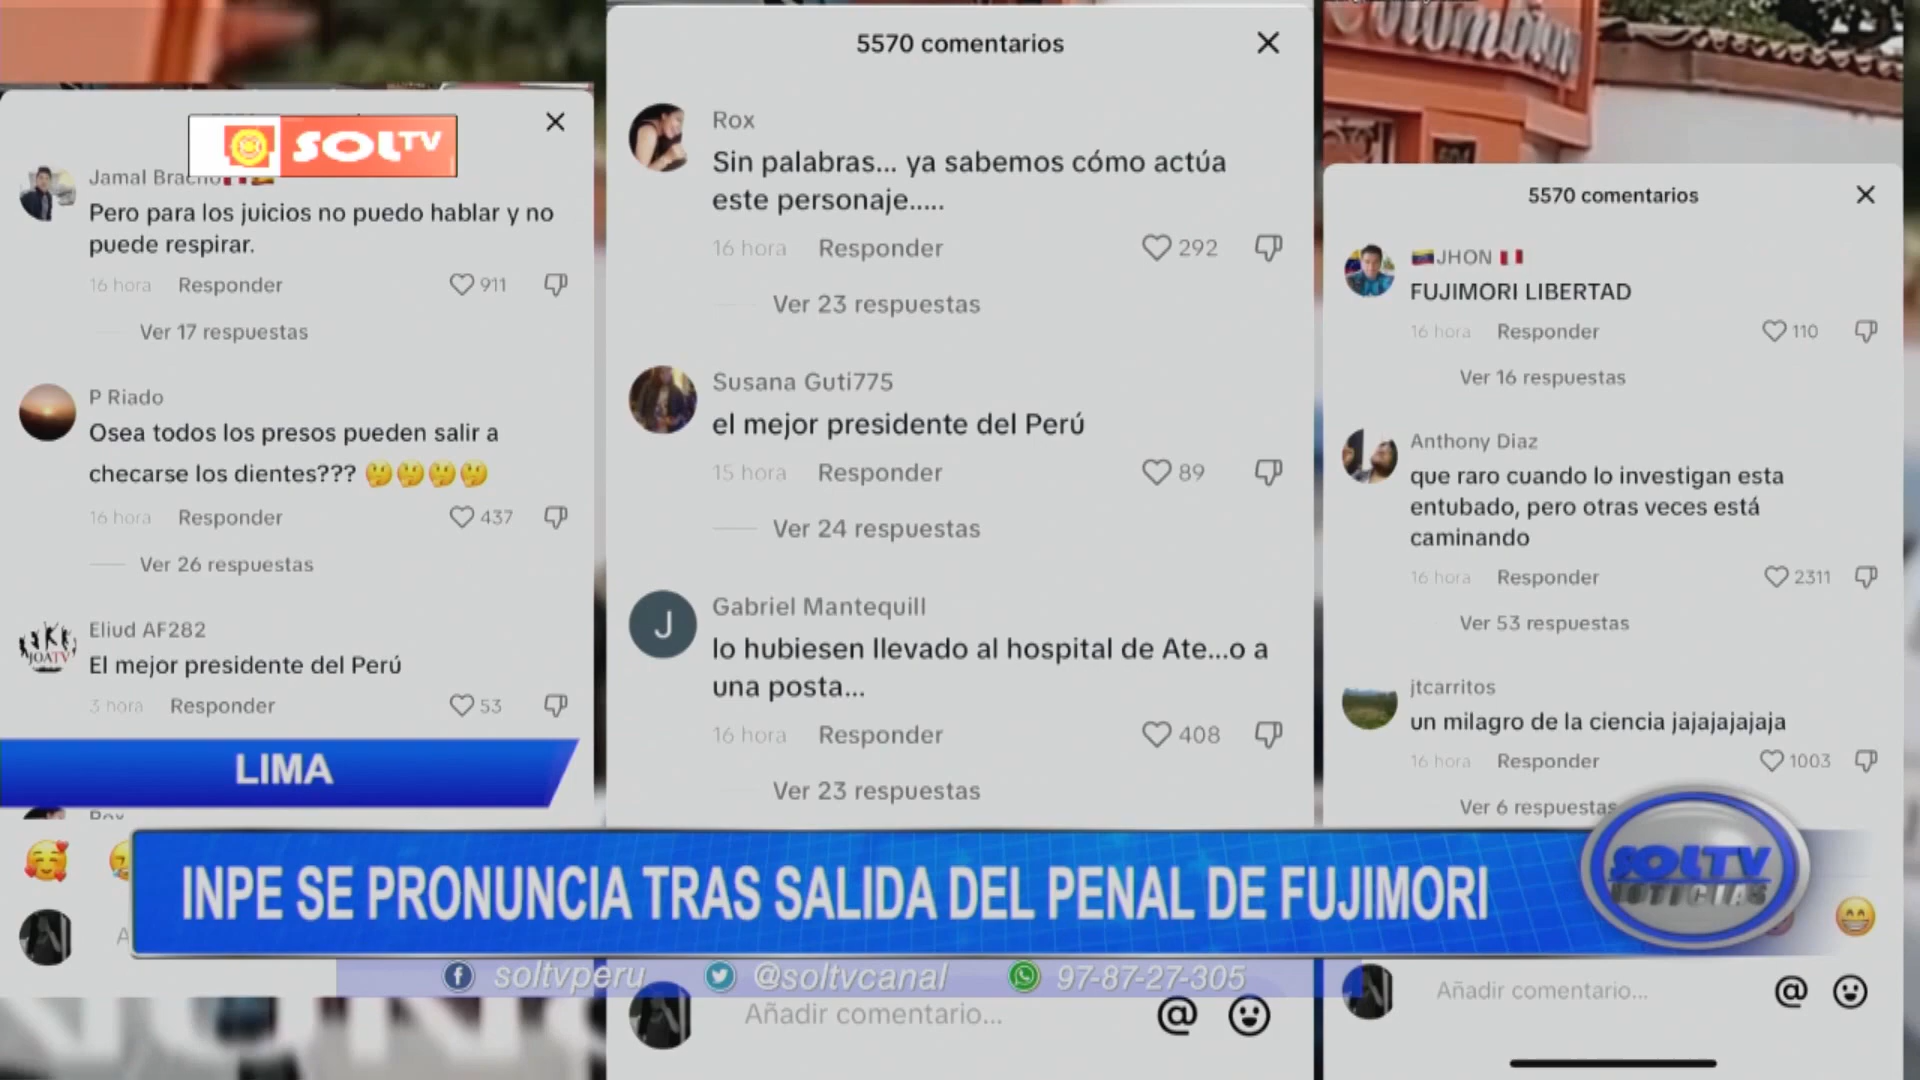 SOLTV
Jamal Bracho
Pero para los juicios no puedo hablar y no
puede respirar.
16 hora Responder 911
Ver 17 respuestas
P Riado
Osea todos los presos pueden salir a
checarse los dientes??? 🤔🤔🤔🤔
16 hora Responder 437
Ver 26 respuestas
JOATV
Eliud AF282
El mejor presidente del Perú
3 hora Responder 53
Rox
5570 comentarios
Rox
Sin palabras... ya sabemos cómo actúa
este personaje.....
16 hora Responder 292
Ver 23 respuestas
Susana Guti775
el mejor presidente del Perú
15 hora Responder 89
Ver 24 respuestas
J
Gabriel Mantequill
lo hubiesen llevado al hospital de Ate...o a
una posta...
16 hora Responder 408
Ver 23 respuestas
Añadir comentario...
@
Columbia
5570 comentarios
🇻🇪JHON 🇵🇪
FUJIMORI LIBERTAD
16 hora Responder 110
Ver 16 respuestas
Anthony Diaz
que raro cuando lo investigan esta
entubado, pero otras veces está
caminando
16 hora Responder 2311
Ver 53 respuestas
jtcarritos
un milagro de la ciencia jajajajajaja
16 hora Responder 1003
Ver 6 respuestas
Añadir comentario...
@
LIMA
INPE SE PRONUNCIA TRAS SALIDA DEL PENAL DE FUJIMORI
SOLTV
NOTICIAS
soltvperu @soltvcanal 97-87-27-305